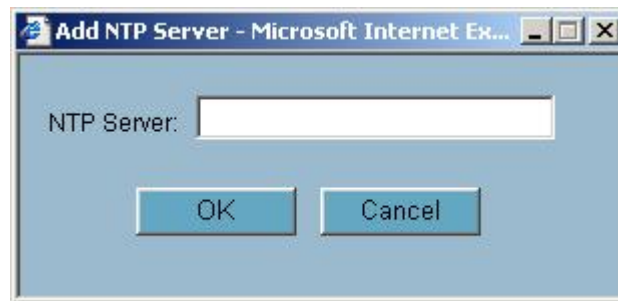 Add NTP Server - Microsoft Internet Ex...
NTP Server:
OK Cancel